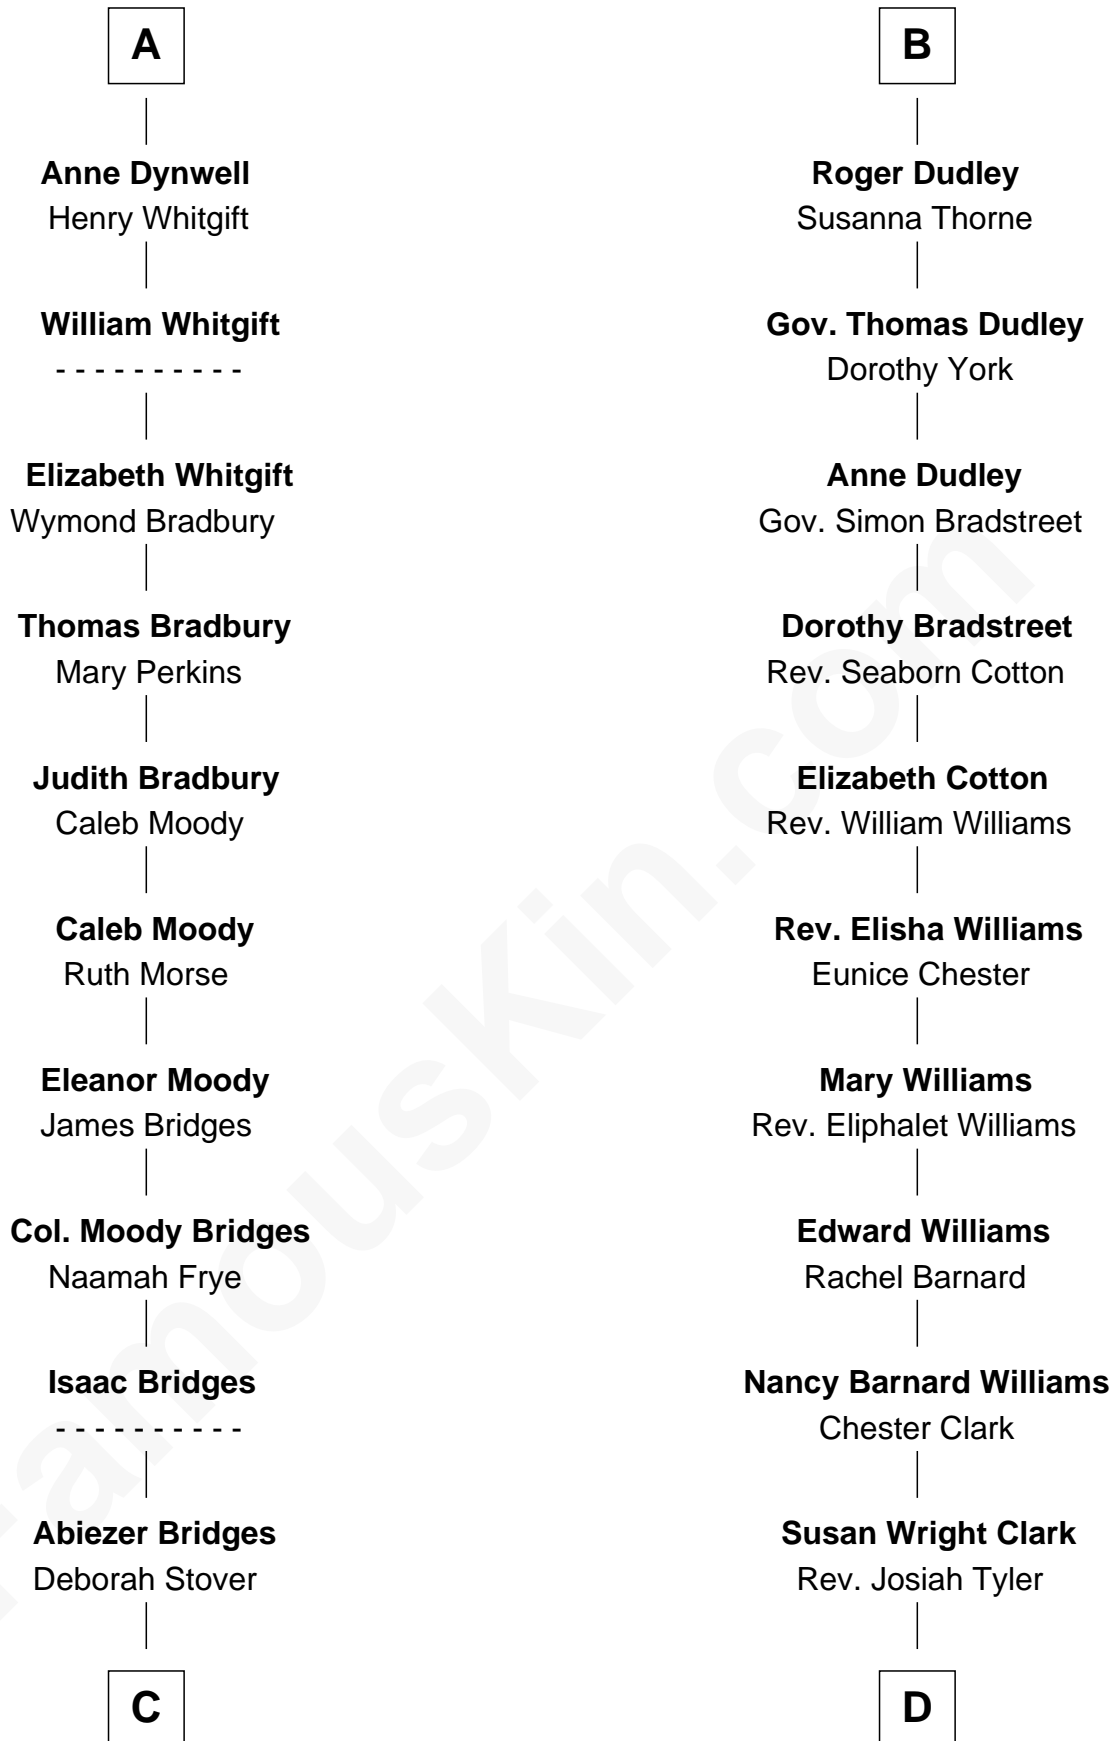 A
Anne Dynwell
Henry Whitgift
William Whitgift
- - - - - - - - - -
Elizabeth Whitgift
Wymond Bradbury
Thomas Bradbury
Mary Perkins
Judith Bradbury
Caleb Moody
Caleb Moody
Ruth Morse
Eleanor Moody
James Bridges
Col. Moody Bridges
Naamah Frye
Isaac Bridges
- - - - - - - - - -
Abiezer Bridges
Deborah Stover
C
B
Roger Dudley
Susanna Thorne
Gov. Thomas Dudley
Dorothy York
Anne Dudley
Gov. Simon Bradstreet
Dorothy Bradstreet
Rev. Seaborn Cotton
Elizabeth Cotton
Rev. William Williams
Rev. Elisha Williams
Eunice Chester
Mary Williams
Rev. Eliphalet Williams
Edward Williams
Rachel Barnard
Nancy Barnard Williams
Chester Clark
Susan Wright Clark
Rev. Josiah Tyler
D
FamousKin.com